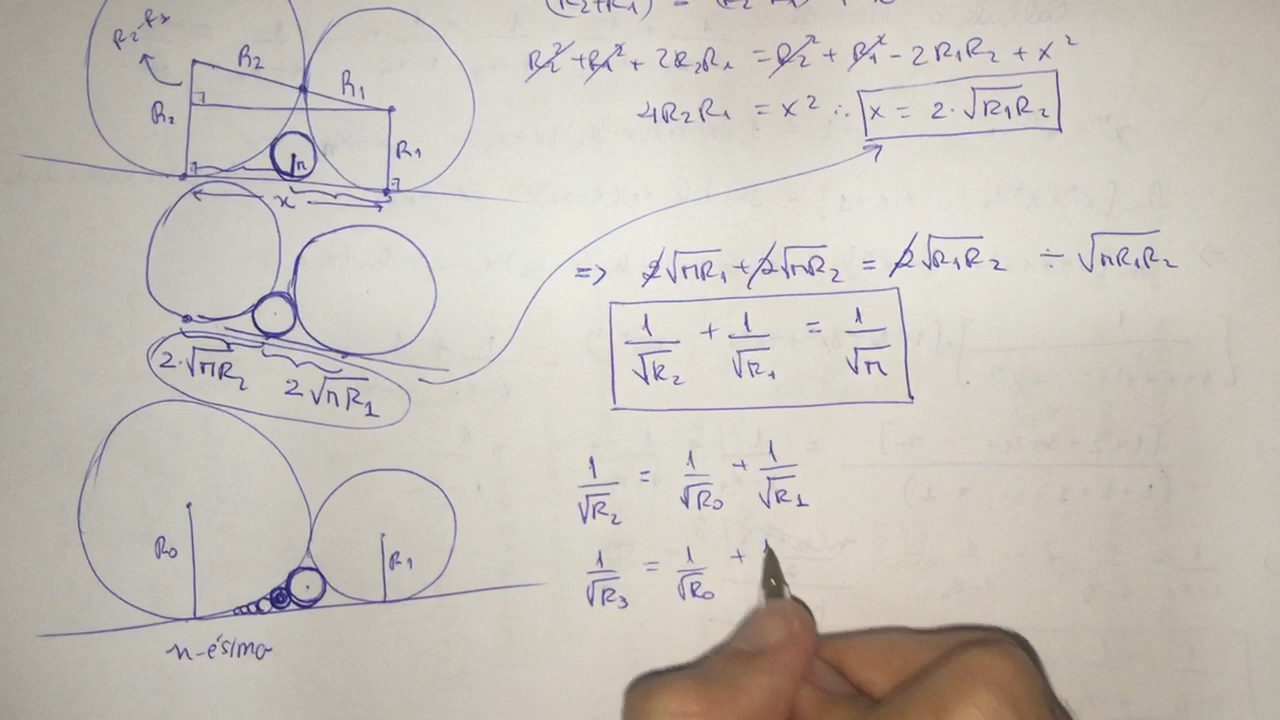 R₂
R₁
R₂
R₁
r
x
R₂² + R₁² + 2R₂R₁ = R₂² + R₁² - 2R₁R₂ + x²
4R₂R₁ = x² ∴ x = 2·√R₁R₂
2·√rR₂
2√rR₁
=> 2√rR₁ + 2√rR₂ = 2√R₁R₂ ÷ √rR₁R₂
1/√R₂ + 1/√R₁ = 1/√r
R₀
R₁
n-ésimo
1/√R₂ = 1/√R₀ + 1/√R₁
1/√R₃ = 1/√R₀ + 1